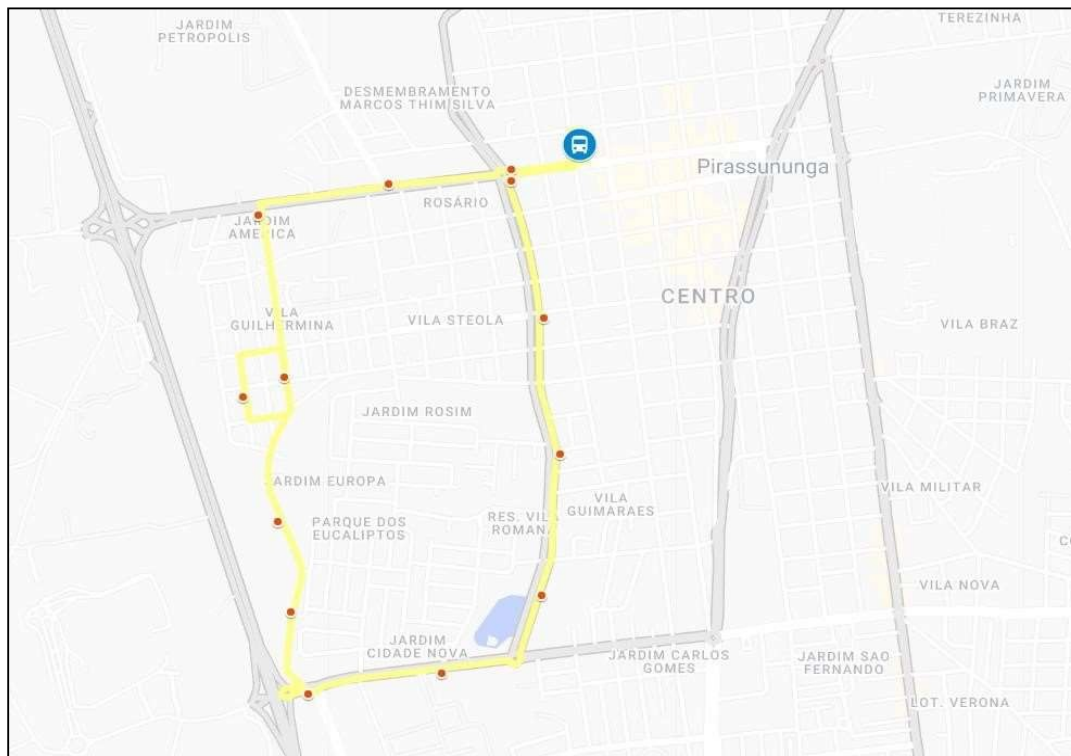 JARDIM
PETROPOLIS
TEREZINHA
DESMEMBRAMENTO
MARCOS THIM SILVA
JARDIM
PRIMAVERA
Pirassununga
ROSÁRIO
JARDIM
AMERICA
CENTRO
VILA
GUILHERMINA
VILA STEOLA
VILA BRAZ
JARDIM ROSIM
JARDIM EUROPA
VILA MILITAR
VILA
GUIMARAES
PARQUE DOS
EUCALIPTOS
RES. VILA
ROMANA
VILA NOVA
JARDIM
CIDADE NOVA
JARDIM CARLOS
GOMES
JARDIM SAO
FERNANDO
LOT. VERONA